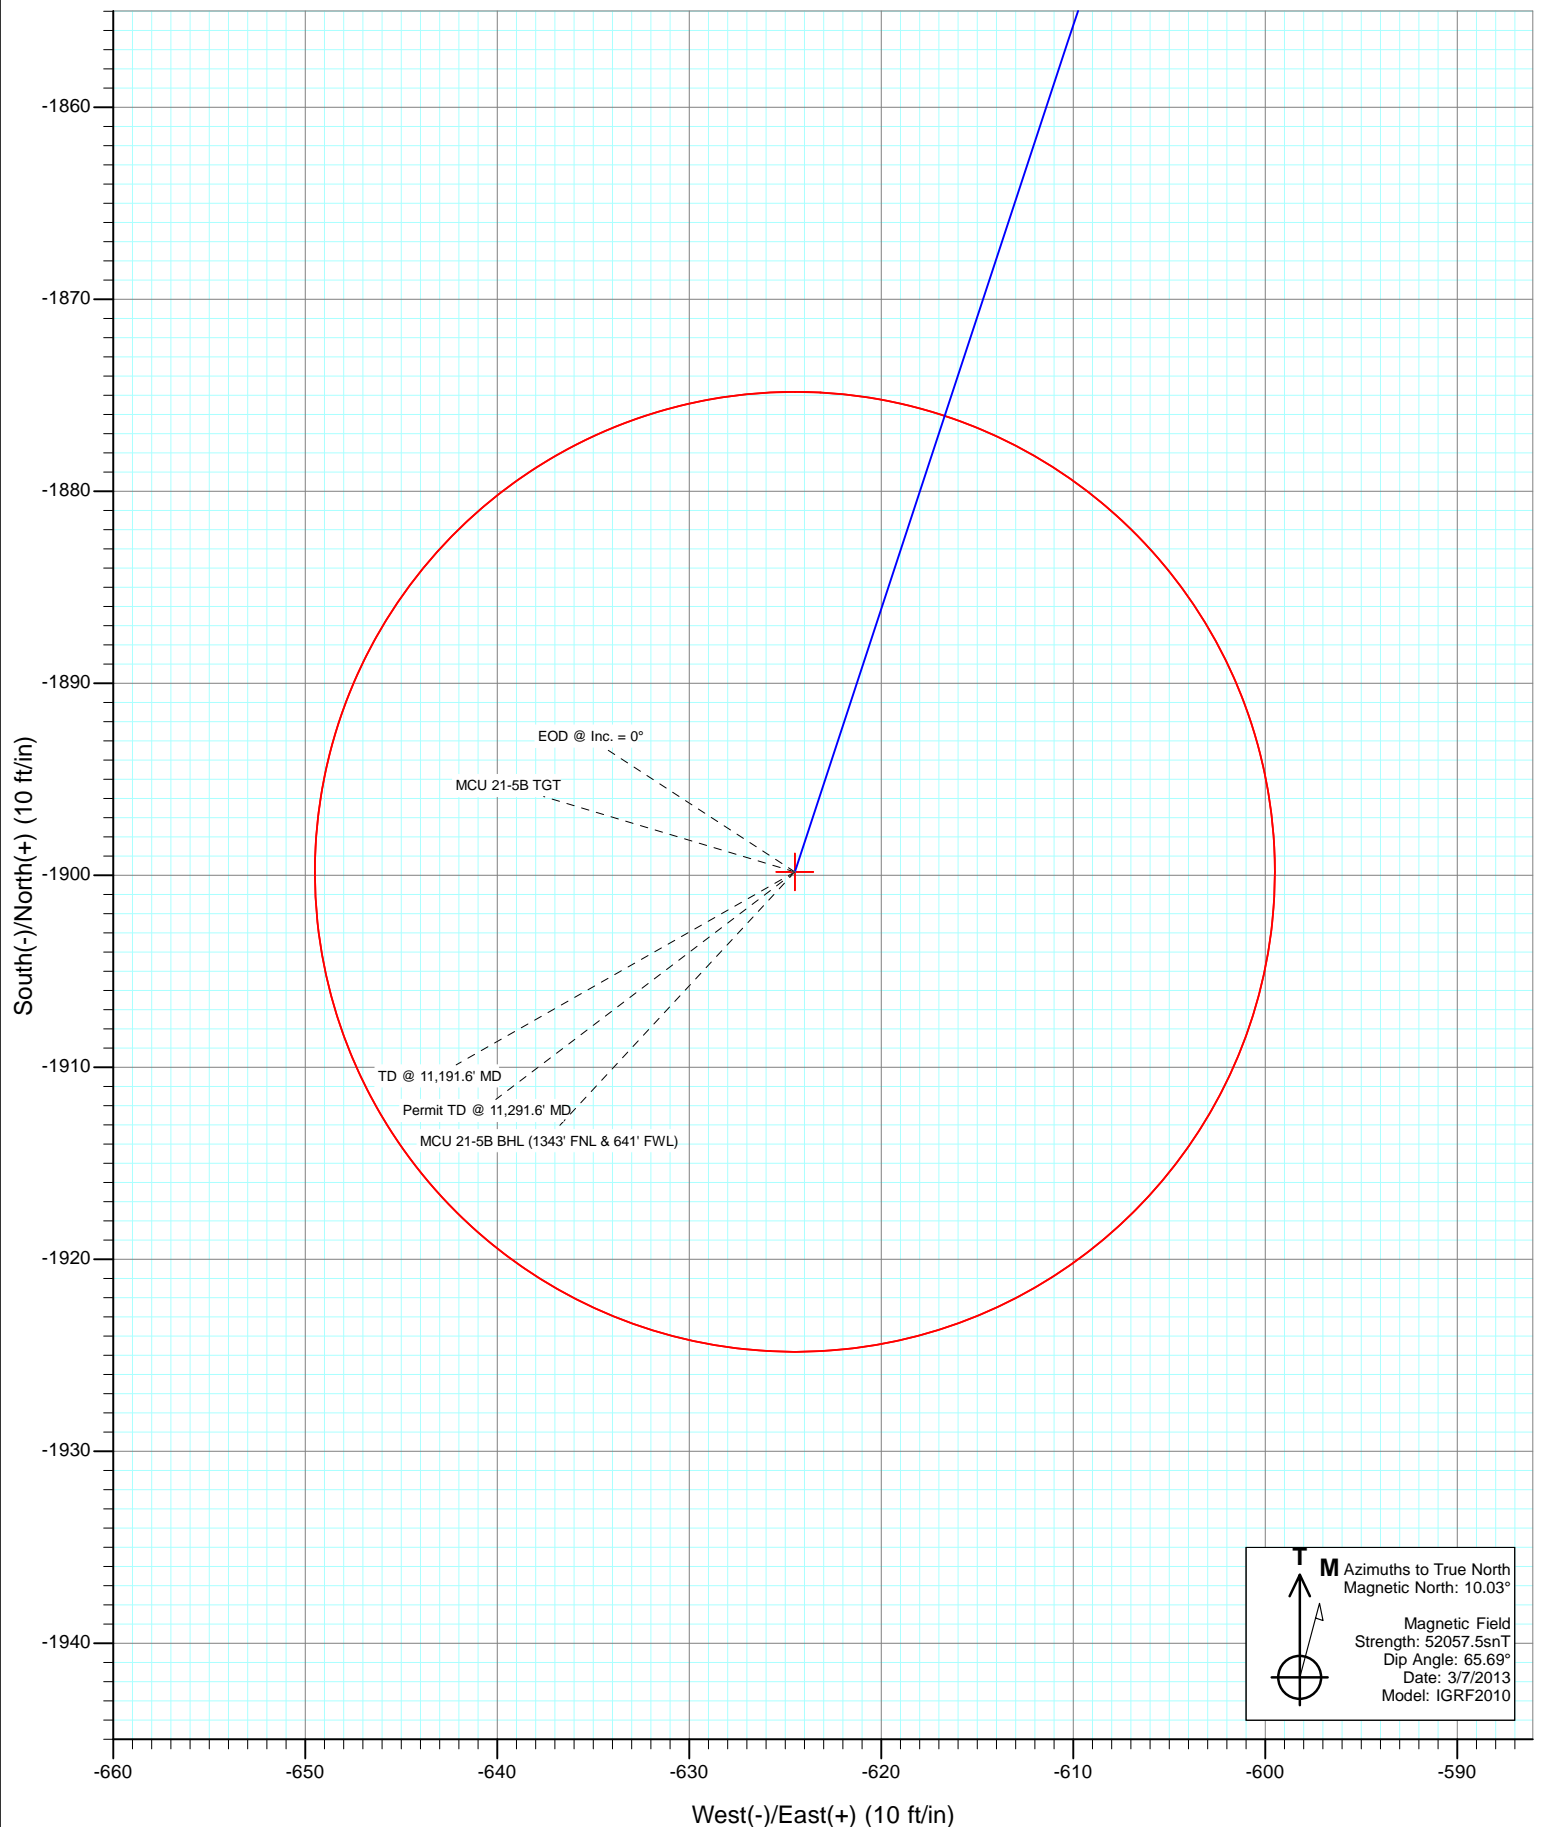 -1860
-1870
-1880
-1890
-1900
-1910
-1920
-1930
-1940
South(-)/North(+) (10 ft/in)
EOD @ Inc. = 0°
MCU 21-5B TGT
TD @ 11,191.6' MD
Permit TD @ 11,291.6' MD
MCU 21-5B BHL (1343' FNL & 641' FWL)
T
M
Azimuths to True North
Magnetic North: 10.03°
Magnetic Field
Strength: 52057.5snT
Dip Angle: 65.69°
Date: 3/7/2013
Model: IGRF2010
-660 -650 -640 -630 -620 -610 -600 -590
West(-)/East(+) (10 ft/in)